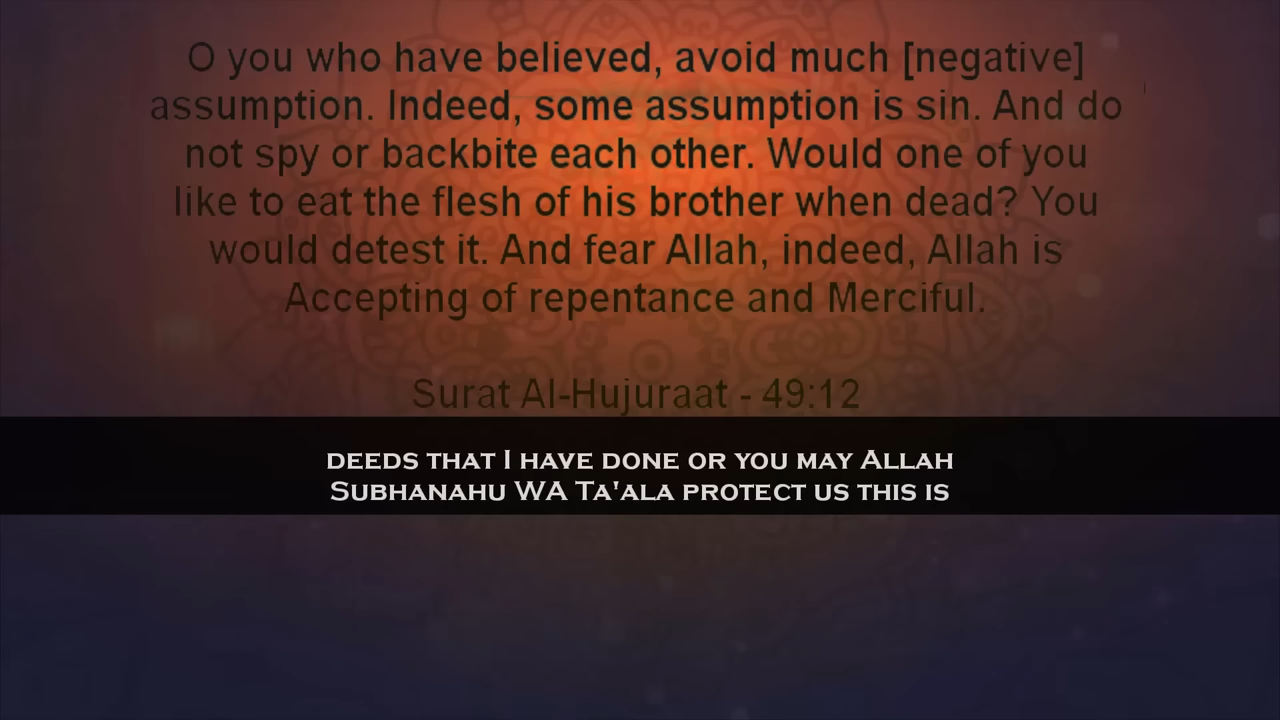 O you who have believed, avoid much [negative]
assumption. Indeed, some assumption is sin. And do
not spy or backbite each other. Would one of you
like to eat the flesh of his brother when dead? You
would detest it. And fear Allah, indeed, Allah is
Accepting of repentance and Merciful.
Surat Al-Hujuraat - 49:12
DEEDS THAT I HAVE DONE OR YOU MAY ALLAH
SUBHANAHU WA TA'ALA PROTECT US THIS IS